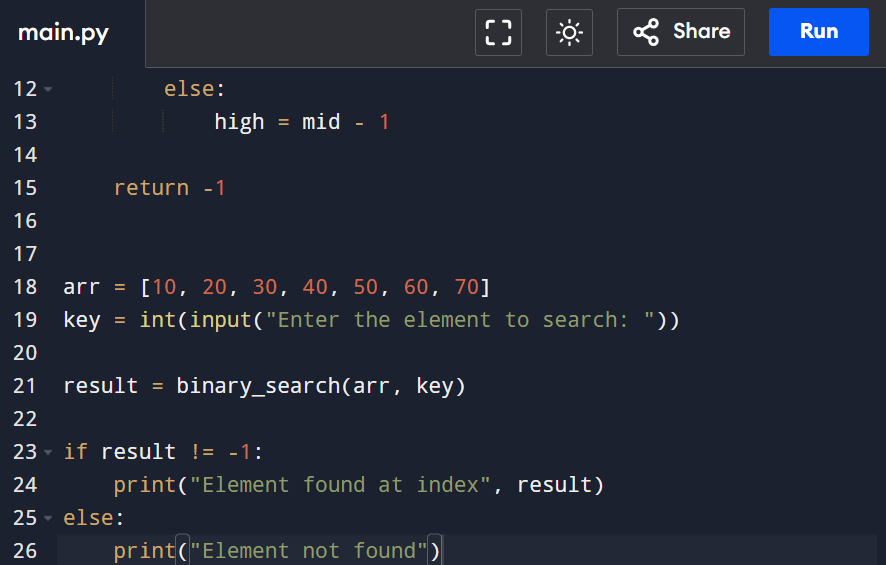 main.py
Share
Run
12 else:
13 high = mid - 1
14
15 return -1
16
17
18 arr = [10, 20, 30, 40, 50, 60, 70]
19 key = int(input("Enter the element to search: "))
20
21 result = binary_search(arr, key)
22
23 if result != -1:
24 print("Element found at index", result)
25 else:
26 print("Element not found")